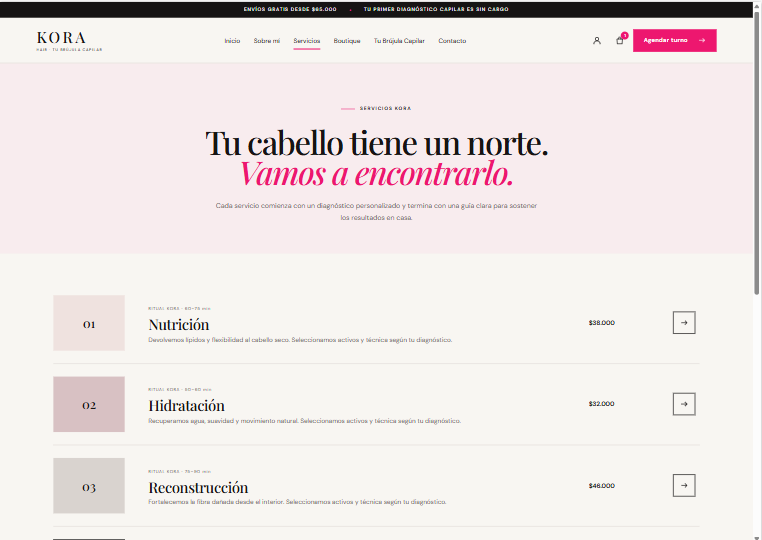 ENVÍOS GRATIS DESDE $65.000 • TU PRIMER DIAGNÓSTICO CAPILAR ES SIN CARGO
KORA
HAIR · TU BRÚJULA CAPILAR
Inicio Sobre mí Servicios Boutique Tu Brújula Capilar Contacto
1
Agendar turno →
SERVICIOS KORA
Tu cabello tiene un norte.
Vamos a encontrarlo.
Cada servicio comienza con un diagnóstico personalizado y termina con una guía clara para sostener
los resultados en casa.
01
RITUAL KORA · 60–75 min
Nutrición
Devolvemos lípidos y flexibilidad al cabello seco. Seleccionamos activos y técnica según tu diagnóstico.
$38.000
→
02
RITUAL KORA · 50–60 min
Hidratación
Recuperamos agua, suavidad y movimiento natural. Seleccionamos activos y técnica según tu diagnóstico.
$32.000
→
03
RITUAL KORA · 75–90 min
Reconstrucción
Fortalecemos la fibra dañada desde el interior. Seleccionamos activos y técnica según tu diagnóstico.
$46.000
→